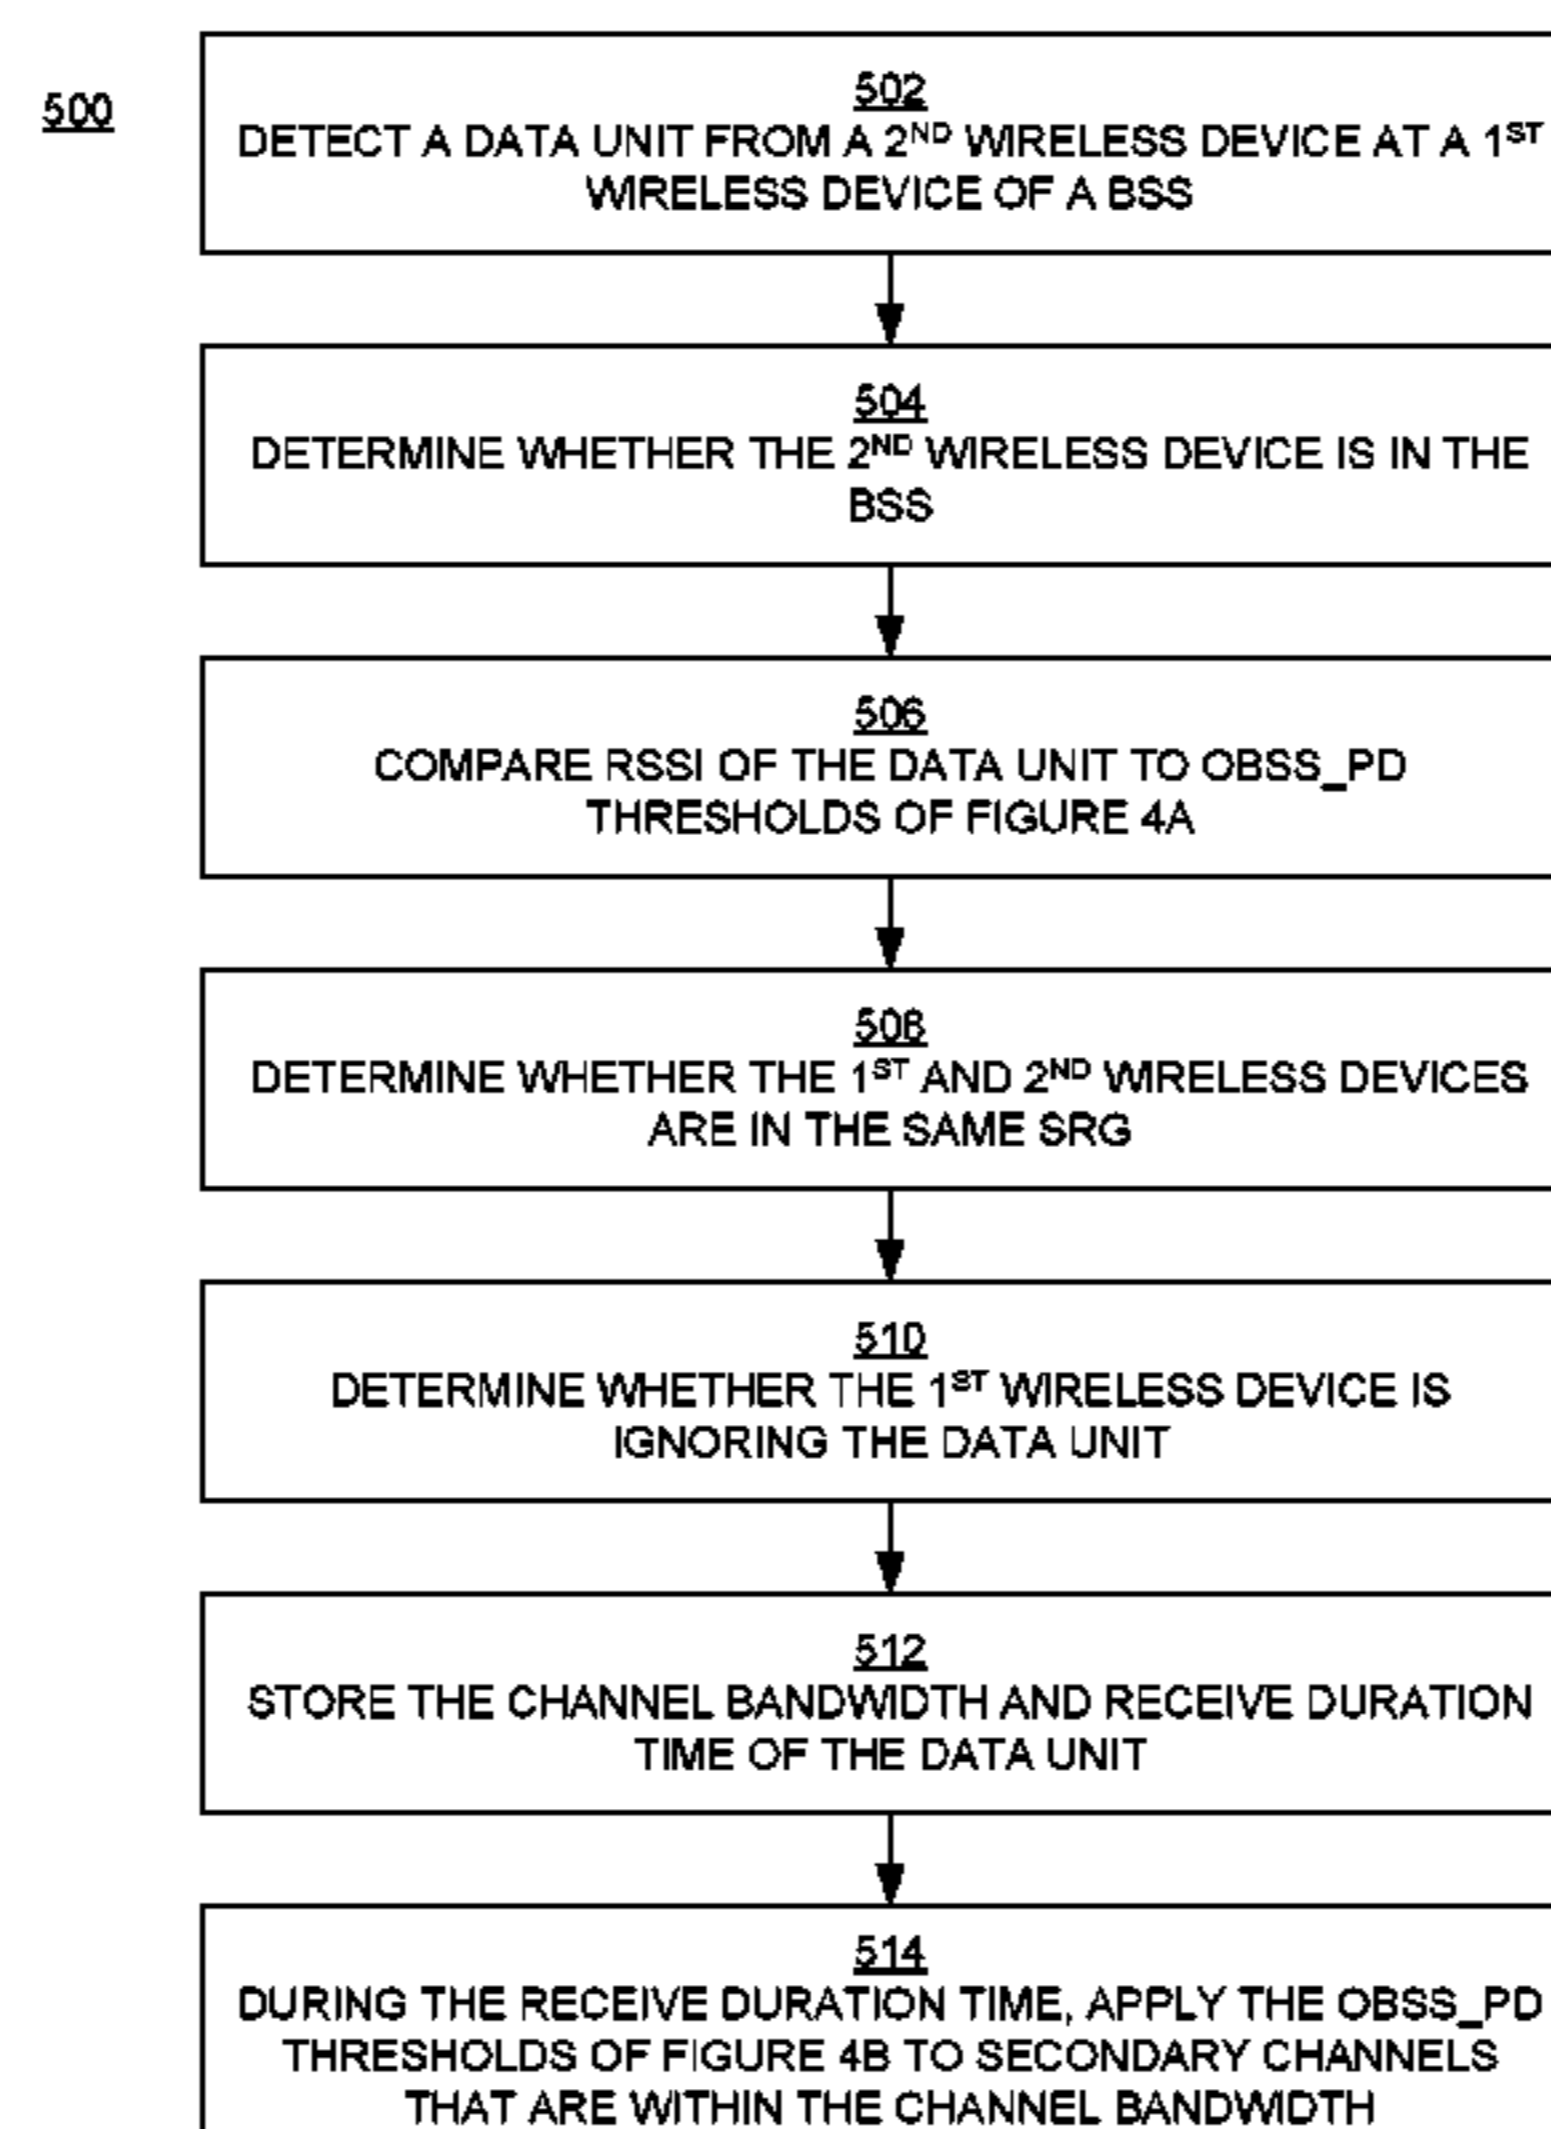 500
502
DETECT A DATA UNIT FROM A 2ND WIRELESS DEVICE AT A 1ST
WIRELESS DEVICE OF A BSS
504
DETERMINE WHETHER THE 2ND WIRELESS DEVICE IS IN THE
BSS
506
COMPARE RSSI OF THE DATA UNIT TO OBSS_PD
THRESHOLDS OF FIGURE 4A
508
DETERMINE WHETHER THE 1ST AND 2ND WIRELESS DEVICES
ARE IN THE SAME SRG
510
DETERMINE WHETHER THE 1ST WIRELESS DEVICE IS
IGNORING THE DATA UNIT
512
STORE THE CHANNEL BANDWIDTH AND RECEIVE DURATION
TIME OF THE DATA UNIT
514
DURING THE RECEIVE DURATION TIME, APPLY THE OBSS_PD
THRESHOLDS OF FIGURE 4B TO SECONDARY CHANNELS
THAT ARE WITHIN THE CHANNEL BANDWIDTH